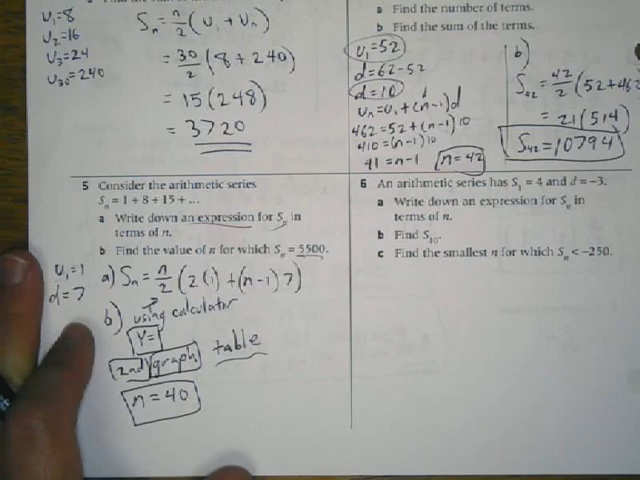 u₁=8
u₂=16
u₃=24
u₃₀=240
Sₙ = n/2 (u₁ + uₙ)
= 30/2 (8 + 240)
= 15(248)
= 3720
a Find the number of terms.
b Find the sum of the terms.
u₁=52
d=62-52
d=10
uₙ=u₁+(n-1)d
462=52+(n-1)10
410=(n-1)10
41=n-1
n=42
b)
S₄₂=42/2(52+462
=21(514)
S₄₂=10794
5 Consider the arithmetic series
Sₙ = 1 + 8 + 15 + ...
a Write down an expression for Sₙ in
terms of n.
b Find the value of n for which Sₙ = 5500.
u₁=1
d=7
a) Sₙ = n/2 (2(1) + (n-1)7)
b) using calculator
Y=
2nd graph table
n = 40
6 An arithmetic series has S₁ = 4 and d = −3.
a Write down an expression for Sₙ in
terms of n.
b Find S₁₀.
c Find the smallest n for which Sₙ < −250.